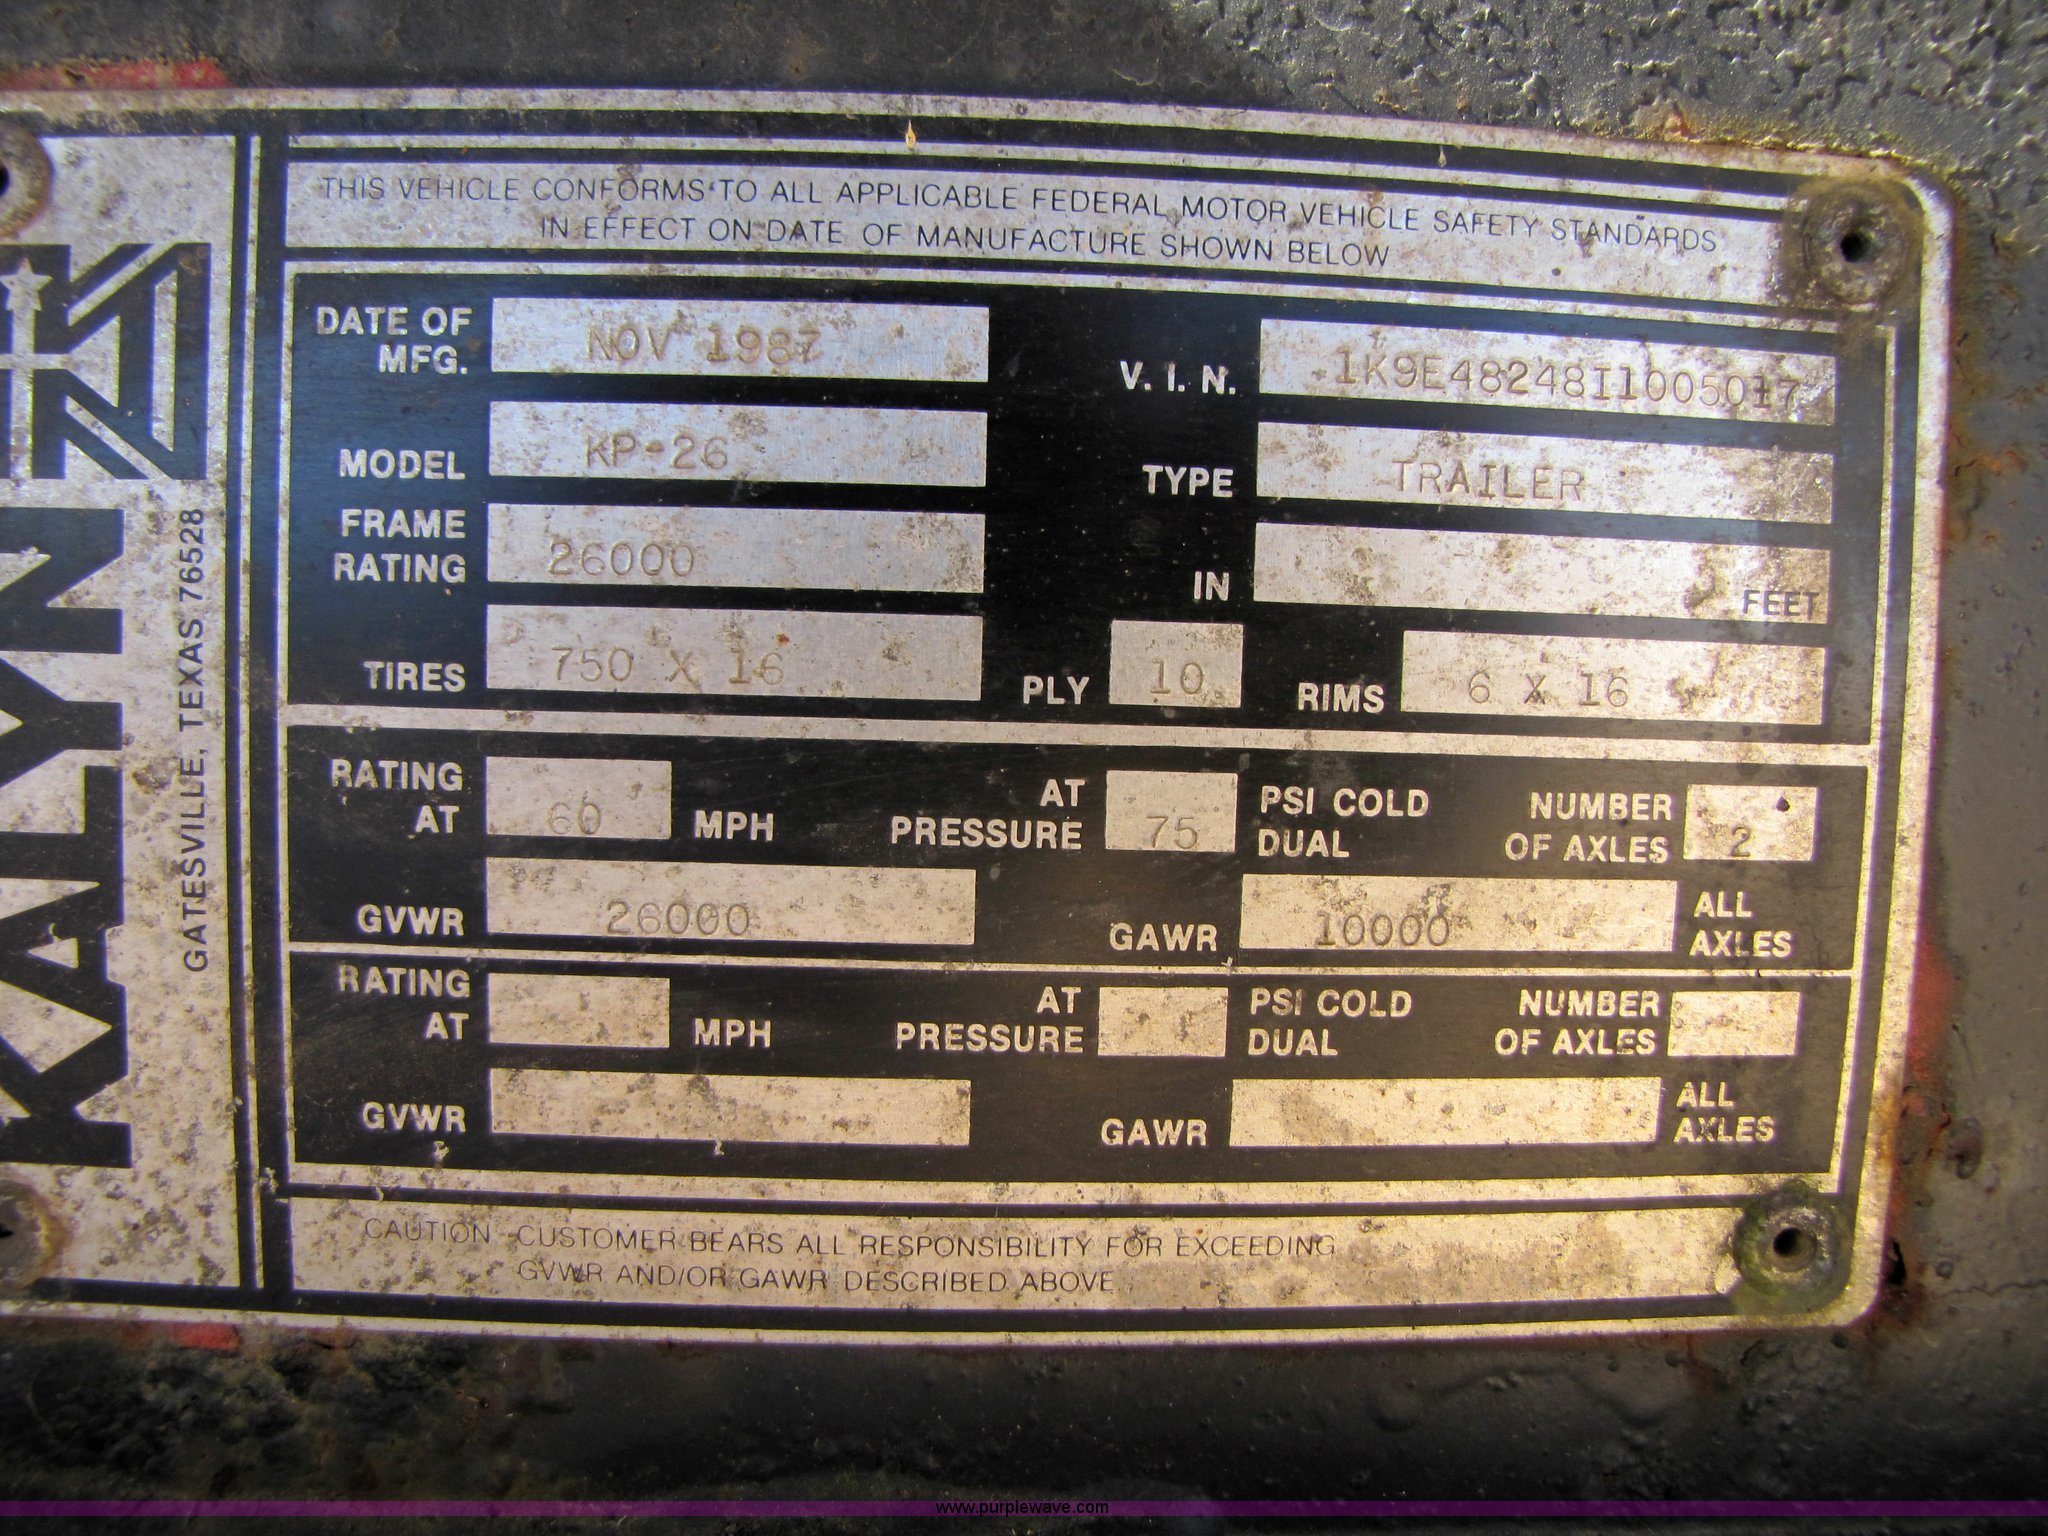 THIS VEHICLE CONFORMS TO ALL APPLICABLE FEDERAL MOTOR VEHICLE SAFETY STANDARDS
IN EFFECT ON DATE OF MANUFACTURE SHOWN BELOW
DATE OF MFG. NOV 1987 V. I. N. 1K9E48248I1005017
MODEL KP-26 TYPE TRAILER
FRAME RATING 26000 IN FEET
TIRES 750 X 16 PLY 10 RIMS 6 X 16
RATING AT 60 MPH AT PRESSURE 75 PSI COLD DUAL NUMBER OF AXLES 2
GVWR 26000 GAWR 10000 ALL AXLES
RATING AT MPH AT PRESSURE PSI COLD DUAL NUMBER OF AXLES
GVWR GAWR ALL AXLES
CAUTION - CUSTOMER BEARS ALL RESPONSIBILITY FOR EXCEEDING
GVWR AND/OR GAWR DESCRIBED ABOVE
KALYN
GATESVILLE, TEXAS 76528
www.purplewave.com